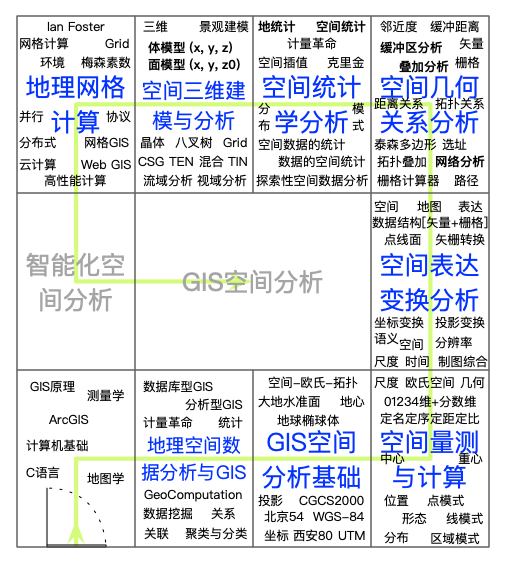 Ian Foster
网格计算 Grid
环境 梅森素数
地理网格
计算
并行 协议
分布式 网格GIS
云计算 Web GIS
高性能计算
三维 景观建模
体模型 (x, y, z)
面模型 (x, y, z0)
空间三维建
模与分析
晶体 八叉树 Grid
CSG TEN 混合 TIN
流域分析 视域分析
地统计 空间统计
计量革命
空间插值 克里金
空间统计
学分析
分布 模式
空间数据的统计
数据的空间统计
探索性空间数据分析
邻近度 缓冲距离
缓冲区分析 矢量
叠加分析 栅格
空间几何
距离关系 拓扑关系
关系分析
泰森多边形 选址
拓扑叠加 网络分析
栅格计算器 路径
智能化空
间分析
GIS空间分析
空间 地图 表达
数据结构[矢量+栅格]
点线面 矢栅转换
空间表达
变换分析
坐标变换 投影变换
语义 空间 分辨率
尺度 时间 制图综合
GIS原理
测量学
ArcGIS
计算机基础
C语言
地图学
数据库型GIS
分析型GIS
计量革命 统计
地理空间数
据分析与GIS
GeoComputation
数据挖掘 关系
关联 聚类与分类
空间-欧氏-拓扑
大地水准面 地心
地球椭球体
GIS空间
分析基础
投影 CGCS2000
北京54 WGS-84
坐标 西安80 UTM
尺度 欧氏空间 几何
01234维+分数维
定名定序定距定比
空间量测
中心 重心
与计算
位置 点模式
形态 线模式
分布 区域模式